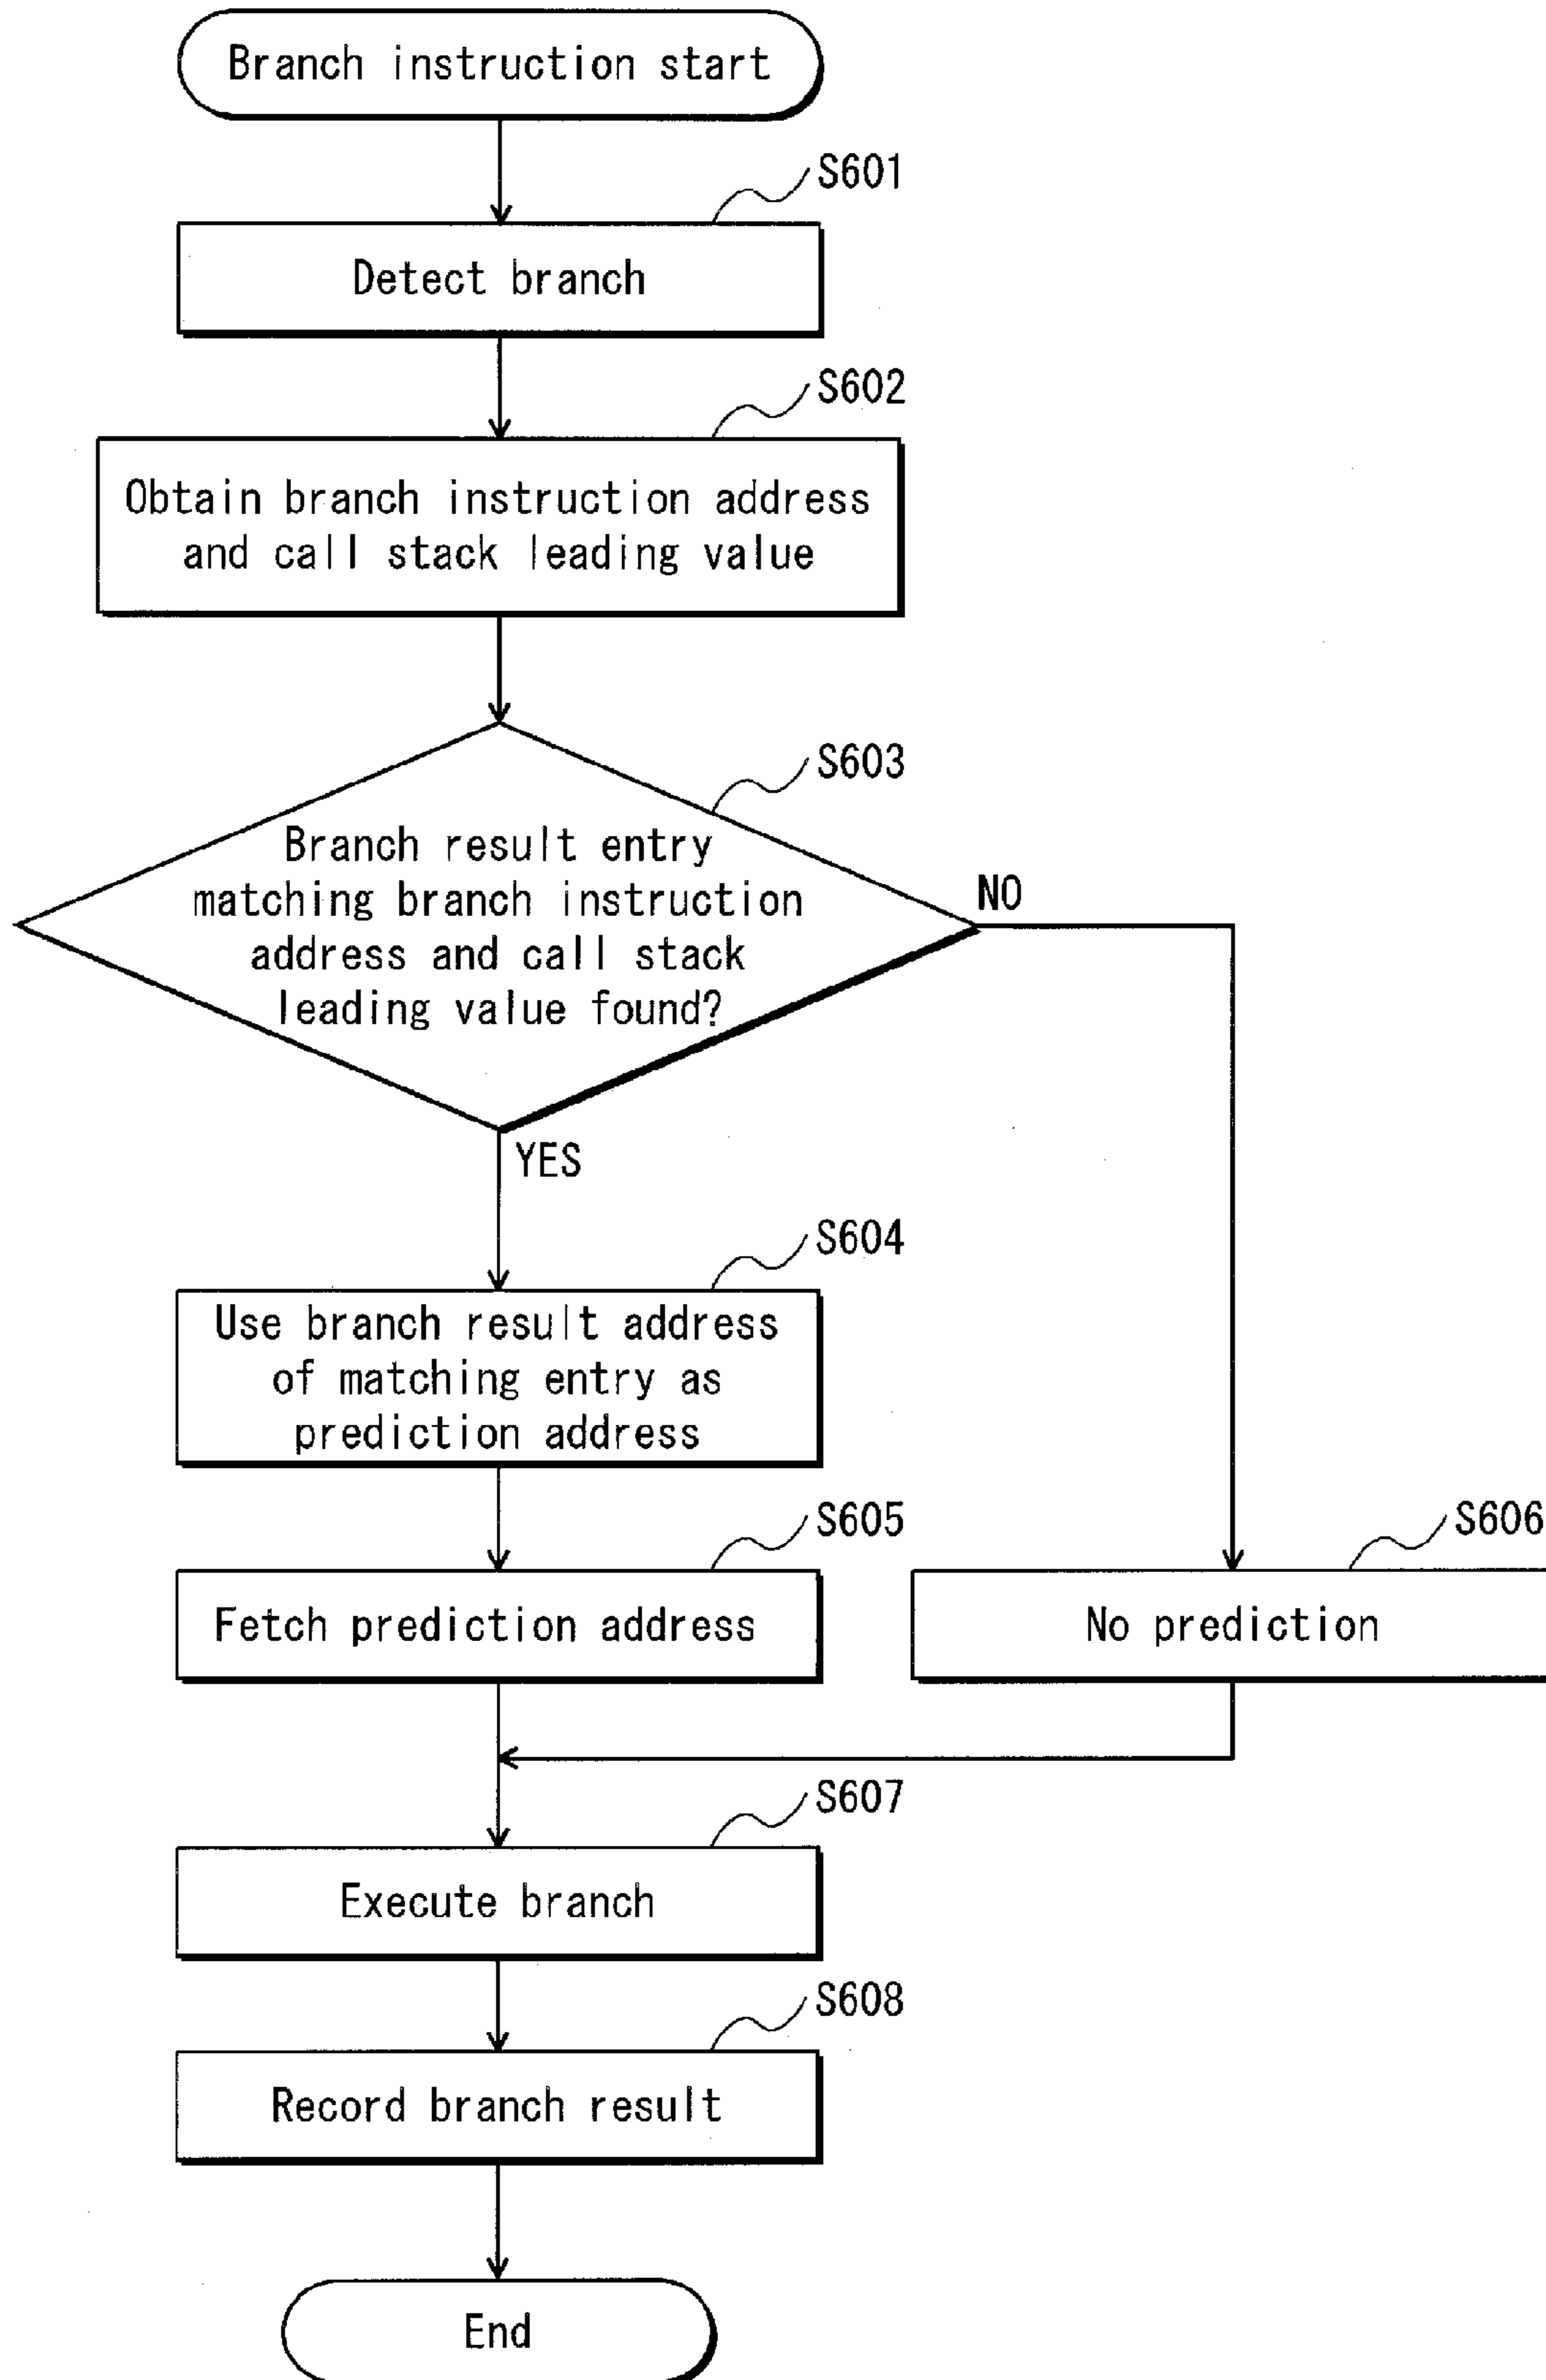 Branch instruction start
S601
Detect branch
S602
Obtain branch instruction address
and call stack leading value
S603
Branch result entry
matching branch instruction
address and call stack
leading value found?
NO
YES
S604
Use branch result address
of matching entry as
prediction address
S605
Fetch prediction address
S606
No prediction
S607
Execute branch
S608
Record branch result
End